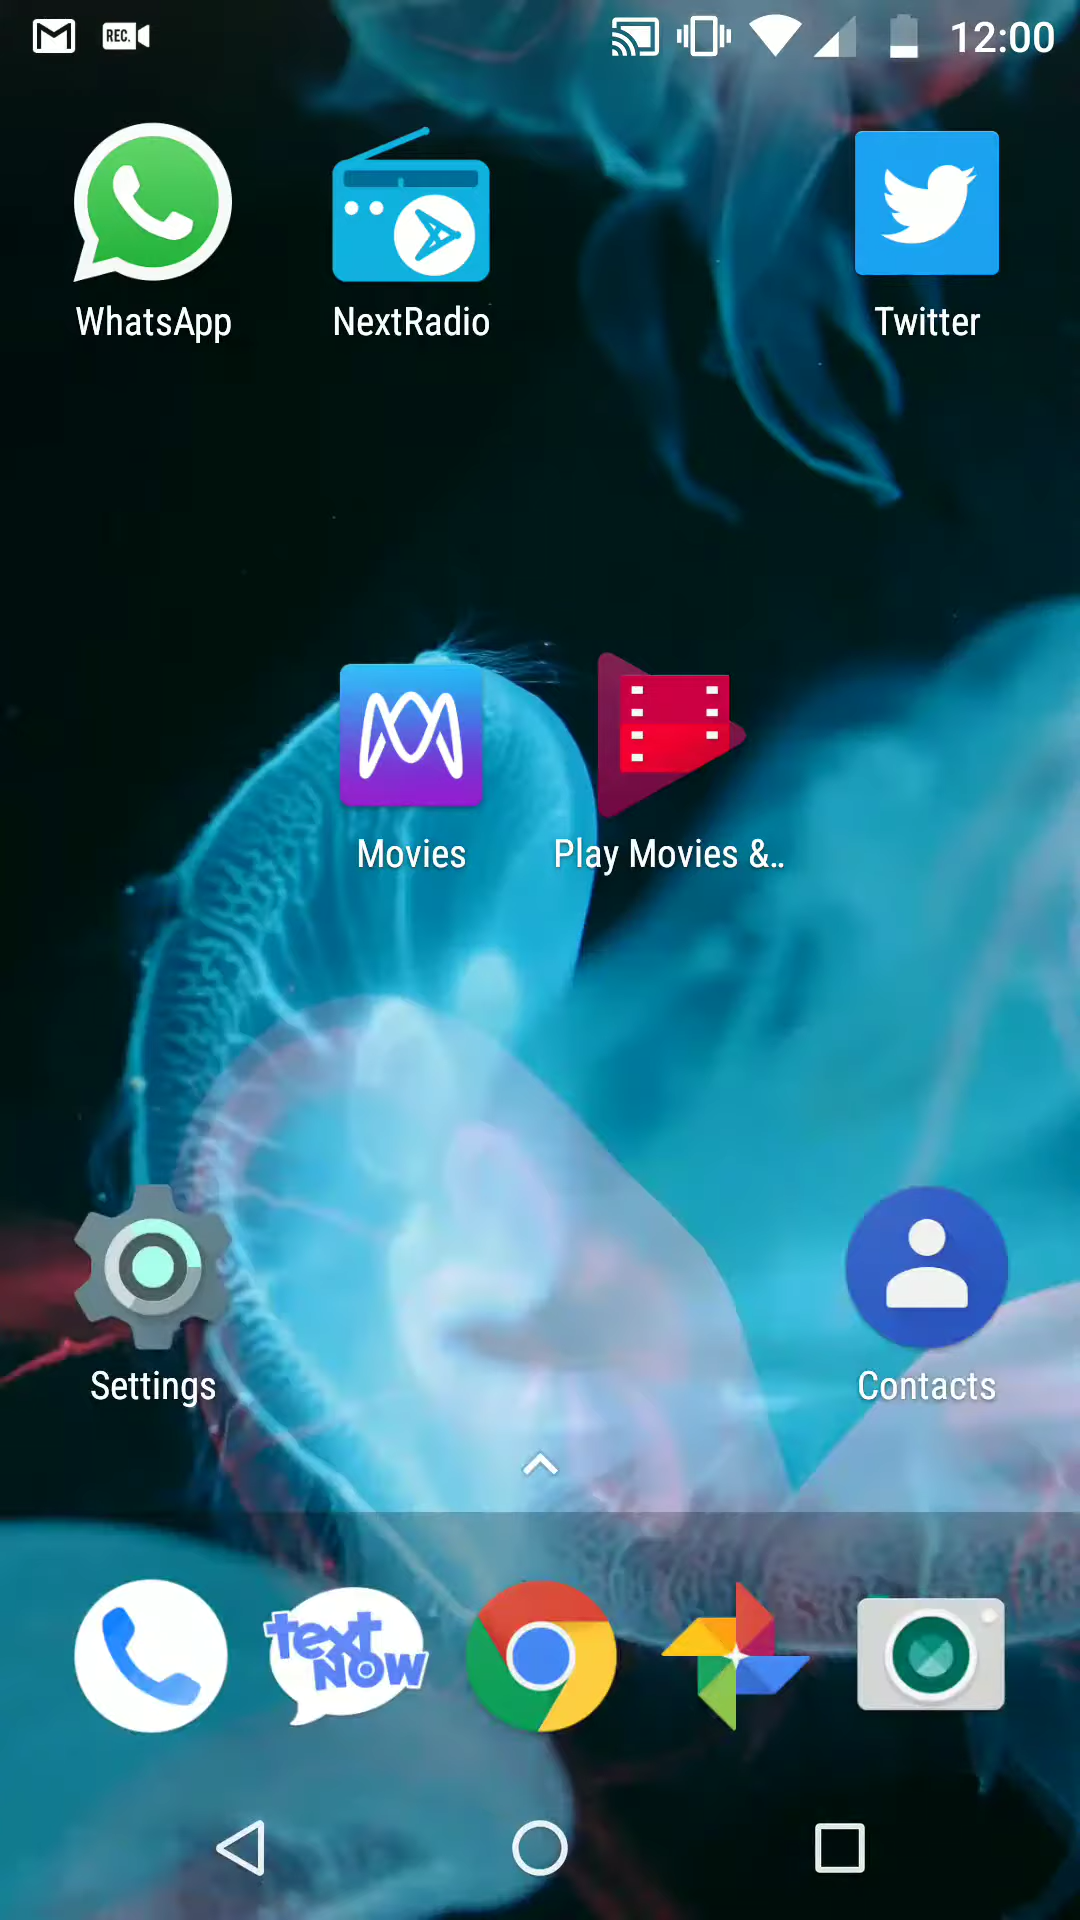 REC.
12:00
WhatsApp
NextRadio
Twitter
Movies
Play Movies &..
Settings
Contacts
text
NOW